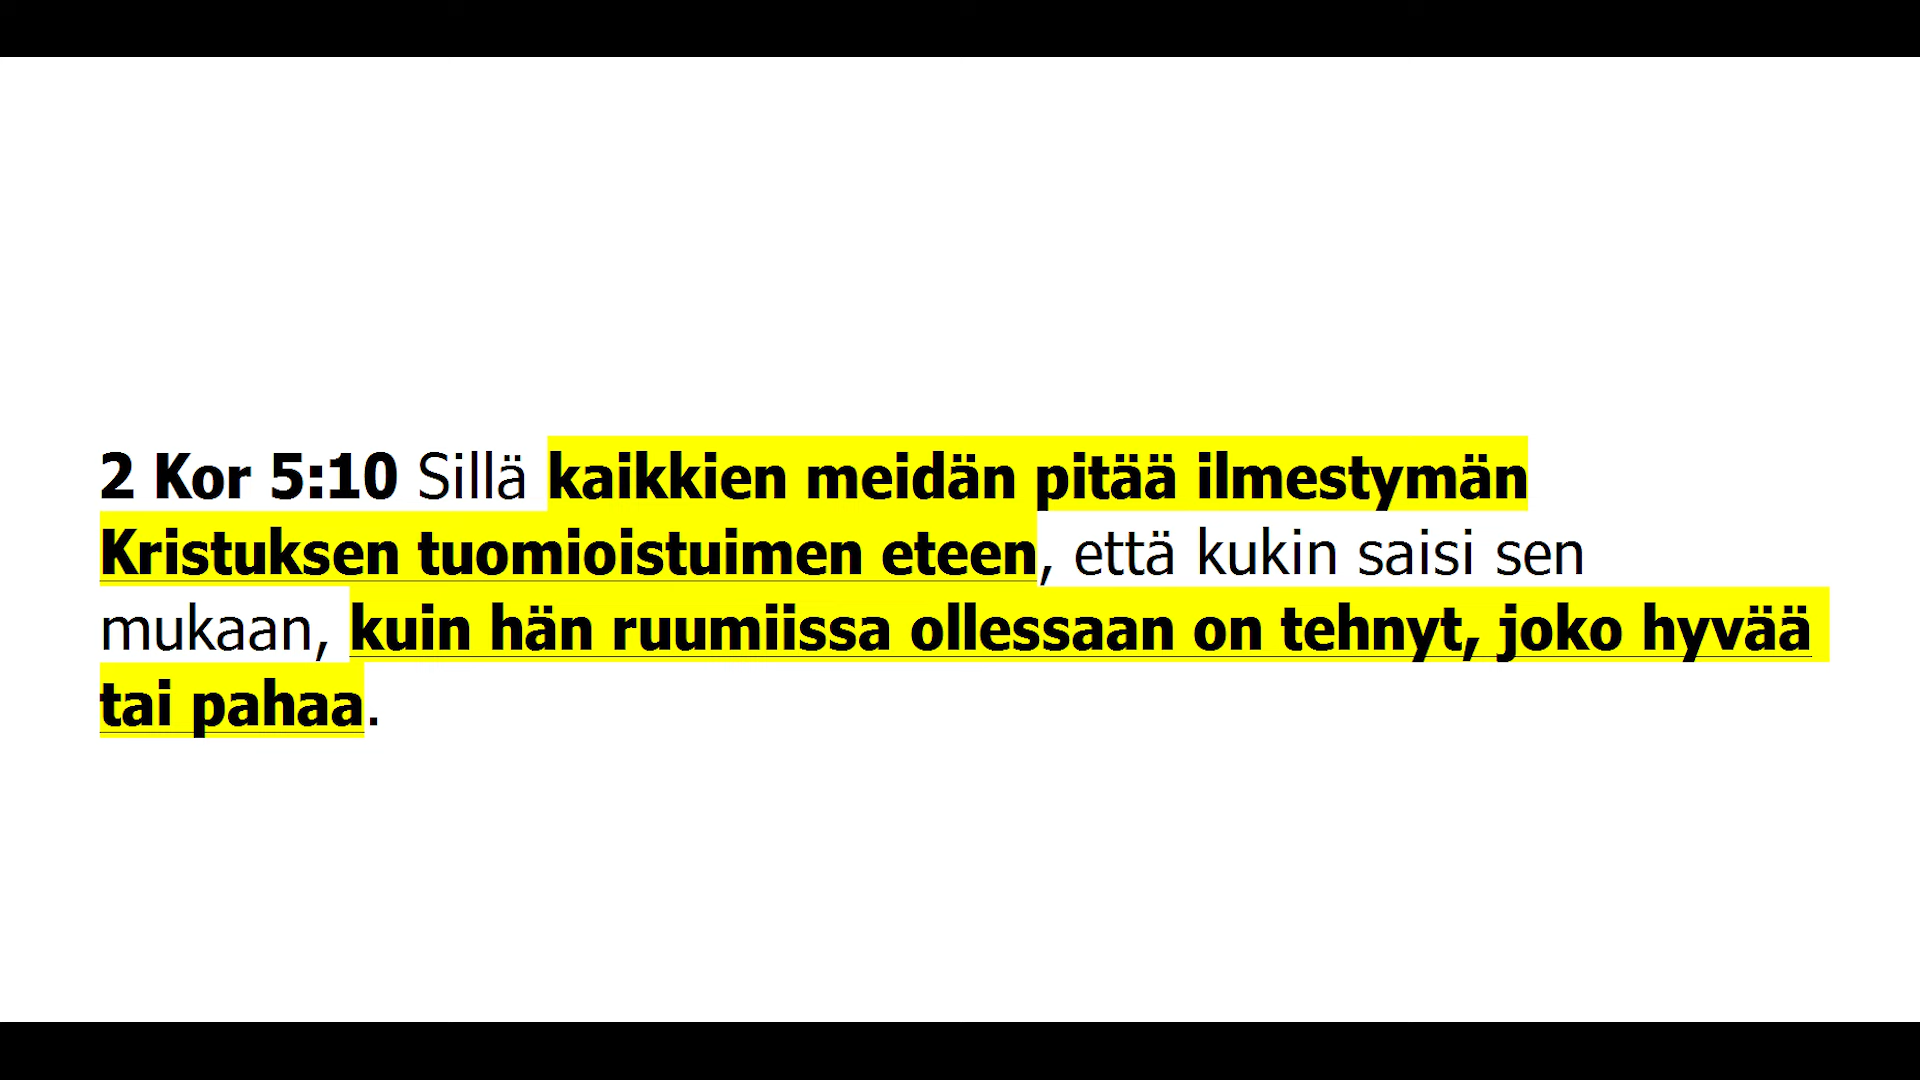 2 Kor 5:10 Sillä kaikkien meidän pitää ilmestymän
Kristuksen tuomioistuimen eteen, että kukin saisi sen
mukaan, kuin hän ruumiissa ollessaan on tehnyt, joko hyvää
tai pahaa.